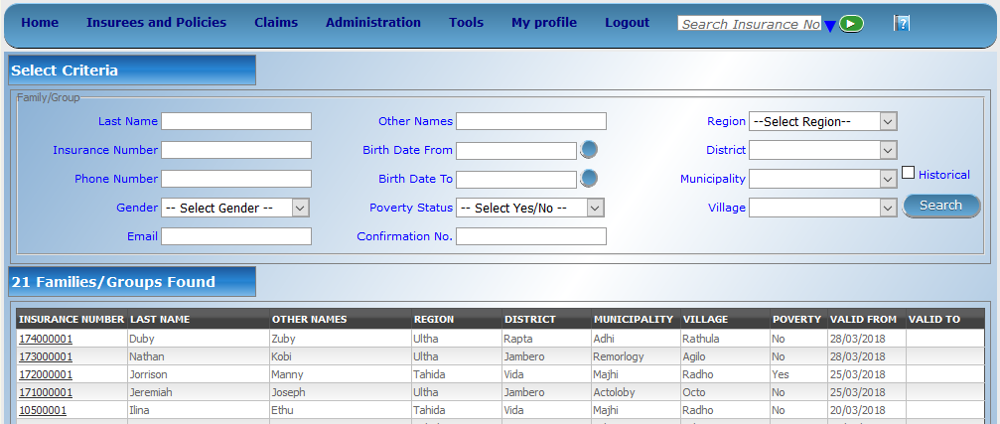 Home Insurees and Policies Claims Administration Tools My profile Logout Search Insurance No ?
Select Criteria
Family/Group
Last Name Other Names Region --Select Region--
Insurance Number Birth Date From District
Phone Number Birth Date To Municipality Historical
Gender -- Select Gender -- Poverty Status -- Select Yes/No -- Village Search
Email Confirmation No.
21 Families/Groups Found
INSURANCE NUMBER LAST NAME OTHER NAMES REGION DISTRICT MUNICIPALITY VILLAGE POVERTY VALID FROM VALID TO
174000001 Duby Zuby Ultha Rapta Adhi Rathula No 28/03/2018
173000001 Nathan Kobi Ultha Jambero Remorlogy Agilo No 28/03/2018
172000001 Jorrison Manny Tahida Vida Majhi Radho Yes 25/03/2018
171000001 Jeremiah Joseph Ultha Jambero Actoloby Octo No 25/03/2018
10500001 Ilina Ethu Tahida Vida Majhi Radho No 20/03/2018